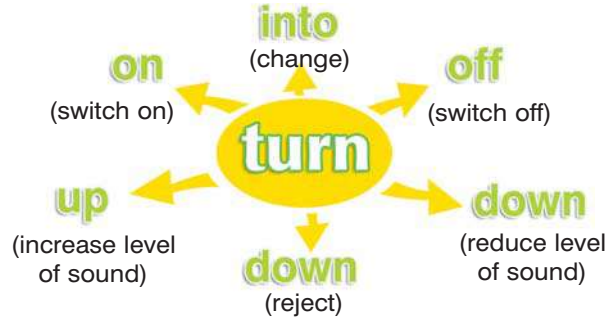 into
(change)
on
(switch on)
off
(switch off)
turn
up
(increase level
of sound)
down
(reject)
down
(reduce level
of sound)